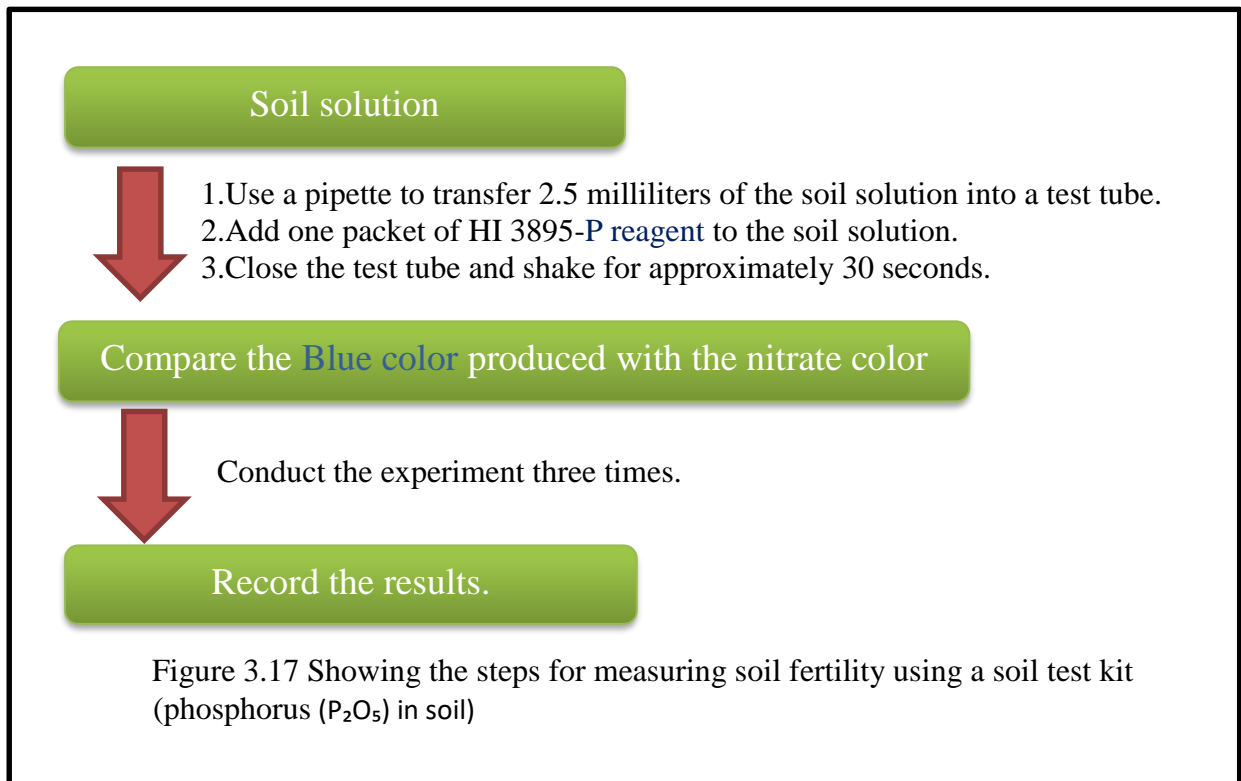 Soil solution
1.Use a pipette to transfer 2.5 milliliters of the soil solution into a test tube.
2.Add one packet of HI 3895-P reagent to the soil solution.
3.Close the test tube and shake for approximately 30 seconds.
Compare the Blue color produced with the nitrate color
Conduct the experiment three times.
Record the results.
Figure 3.17 Showing the steps for measuring soil fertility using a soil test kit
(phosphorus (P₂O₅) in soil)